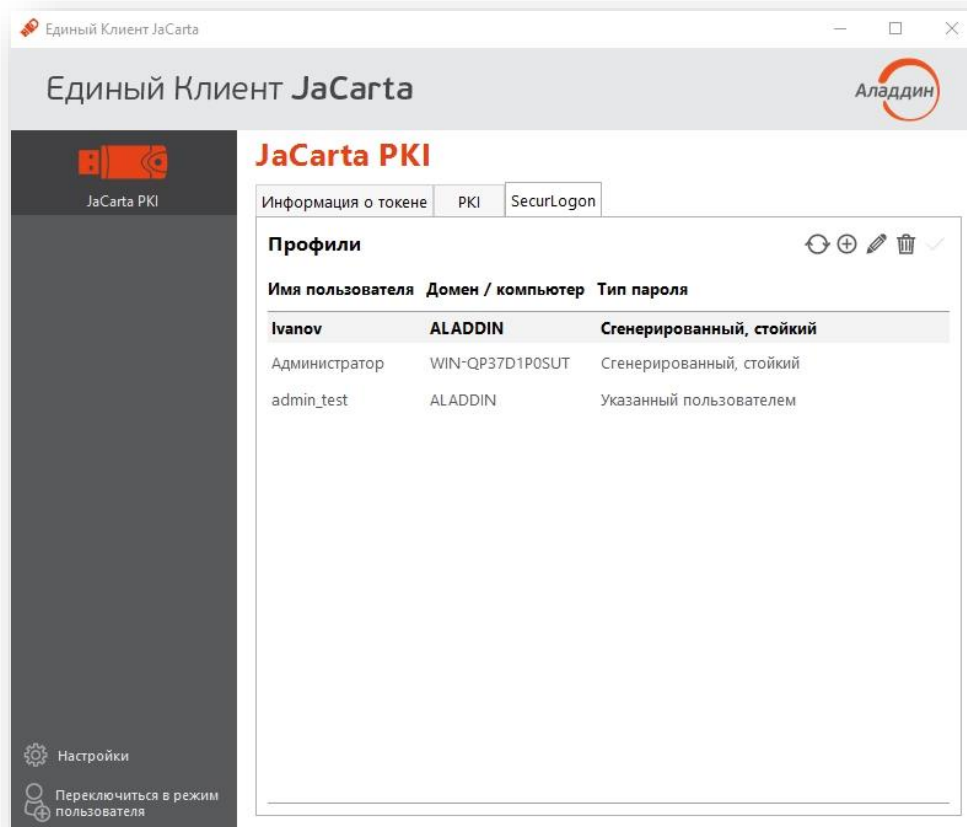 Единый Клиент JaCarta
Единый Клиент JaCarta
Аладдин
JaCarta PKI
JaCarta PKI
Информация о токене PKI SecurLogon
Профили
Имя пользователя Домен / компьютер Тип пароля
Ivanov ALADDIN Сгенерированный, стойкий
Администратор WIN-QP37D1P0SUT Сгенерированный, стойкий
admin_test ALADDIN Указанный пользователем
Настройки
Переключиться в режим
пользователя